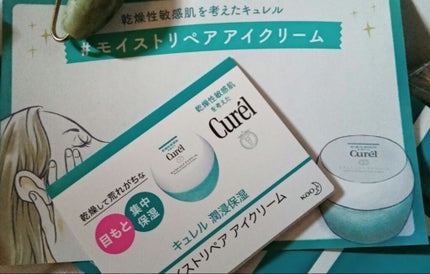 乾燥性敏感肌を考えたキュレル
#モイストリペアアイクリーム
乾燥性敏感肌
を考えた
Curél
Curél
乾燥して荒れがちな
目もと
集中
保湿
キュレル 潤浸保湿
イストリペア アイクリーム
Kao
Curél